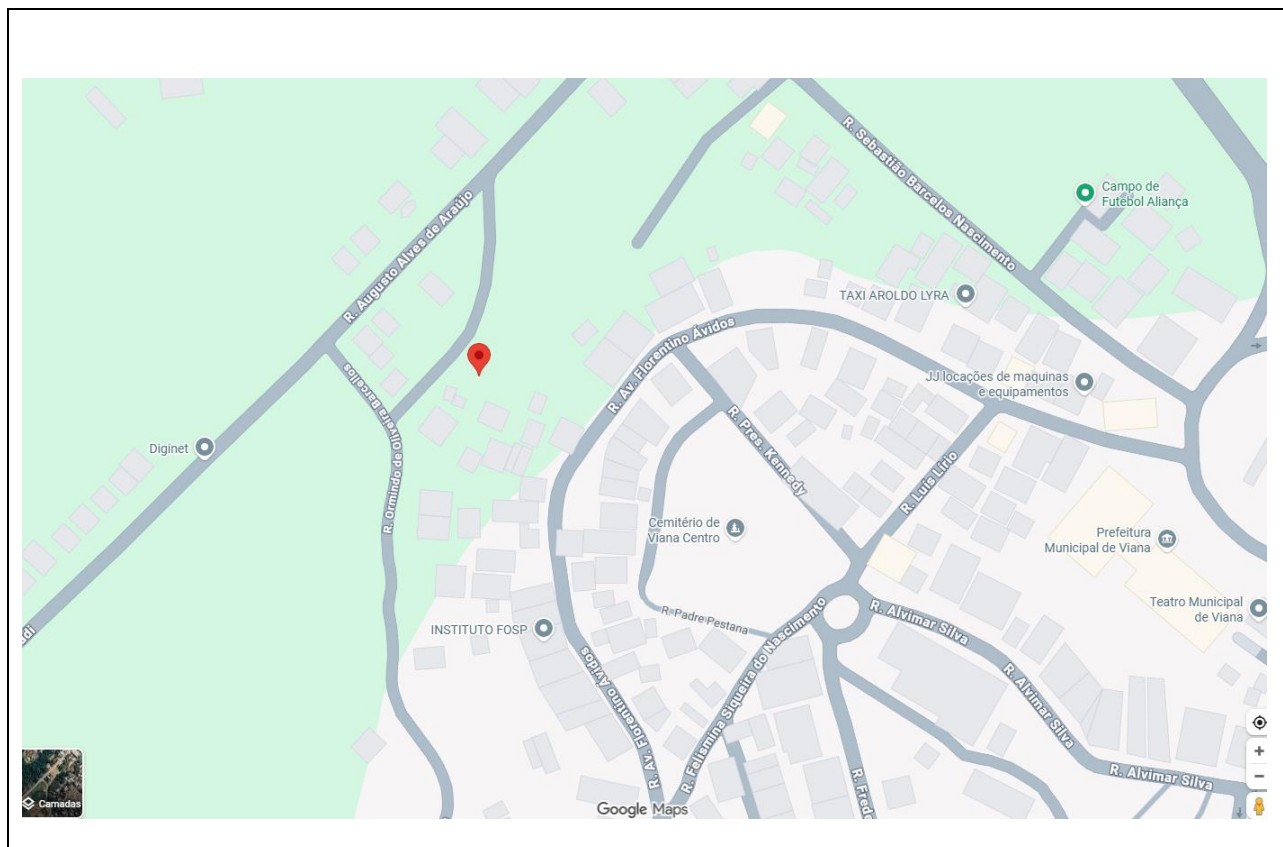 R. Sebastião Barcelos Nascimento
Campo de
Futebol Aliança
R. Augusto Alves de Araújo
TAXI AROLDO LYRA
R. Av. Florentino Ávidos
JJ locações de maquinas
e equipamentos
R. Ormindo de Oliveira Barcellos
R. Pres. Kennedy
Diginet
R. Luís Lírio
Cemitério de
Viana Centro
Prefeitura
Municipal de Viana
R. Padre Pestana
R. Alvimar Silva
Teatro Municipal
de Viana
INSTITUTO FOSP
R. Av. Florentino Ávidos
R. Felismina Siqueira do Nascimento
R. Alvimar Silva
R. Alvimar Silva
R. Fred
Camadas
Google Maps